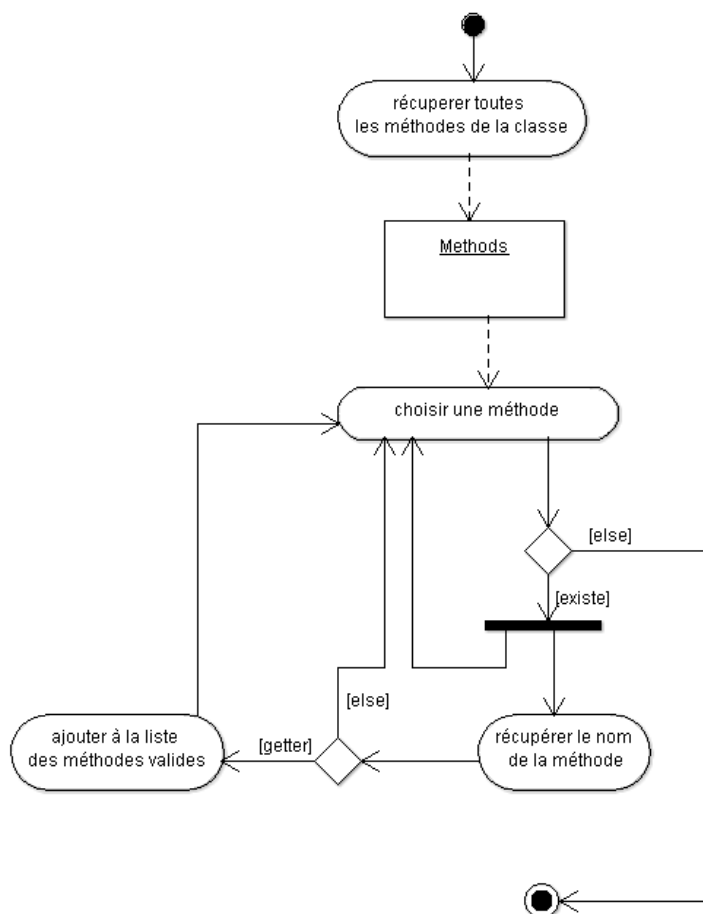 récuperer toutes
les méthodes de la classe
Methods
choisir une méthode
[else]
[existe]
[else]
[getter]
ajouter à la liste
des méthodes valides
récupérer le nom
de la méthode